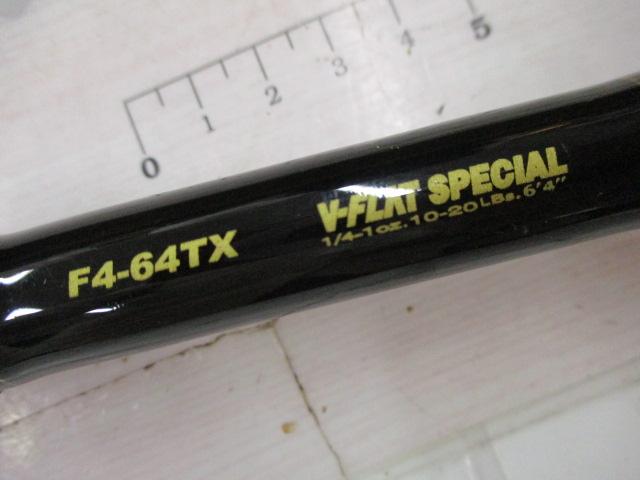 0 1 2 3 4 5
F4-64TX
V-FLAT SPECIAL
1/4-1oz.10-20LBs.6'4"